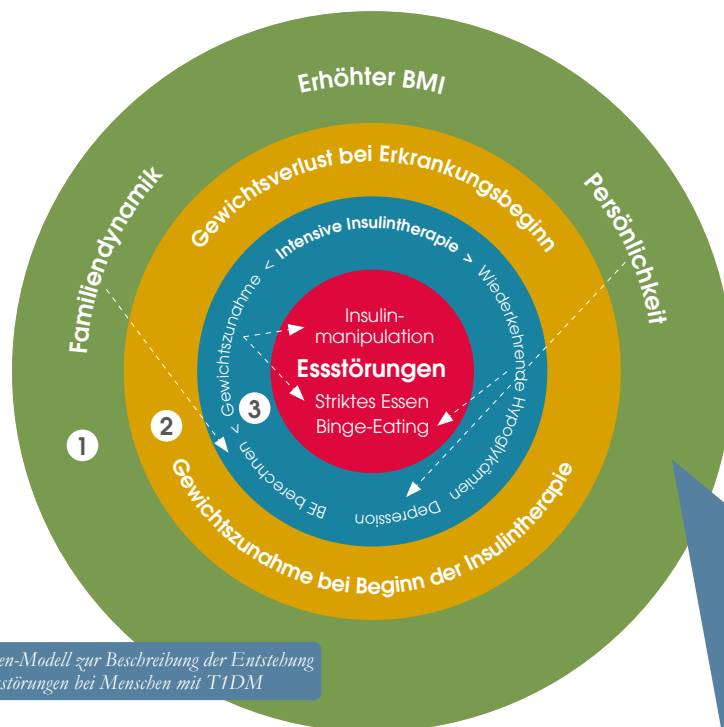 Erhöhter BMI
Familiendynamik
Persönlichkeit
Gewichtsverlust bei Erkrankungsbeginn
Gewichtszunahme bei Beginn der Insulintherapie
BE berechnen < Gewichtszunahme < Intensive Insulintherapie > Wiederkehrende Hypoglykämien
Depression
Insulin-
manipulation
Essstörungen
Striktes Essen
Binge-Eating
1
2
3
en-Modell zur Beschreibung der Entstehung
störungen bei Menschen mit T1DM